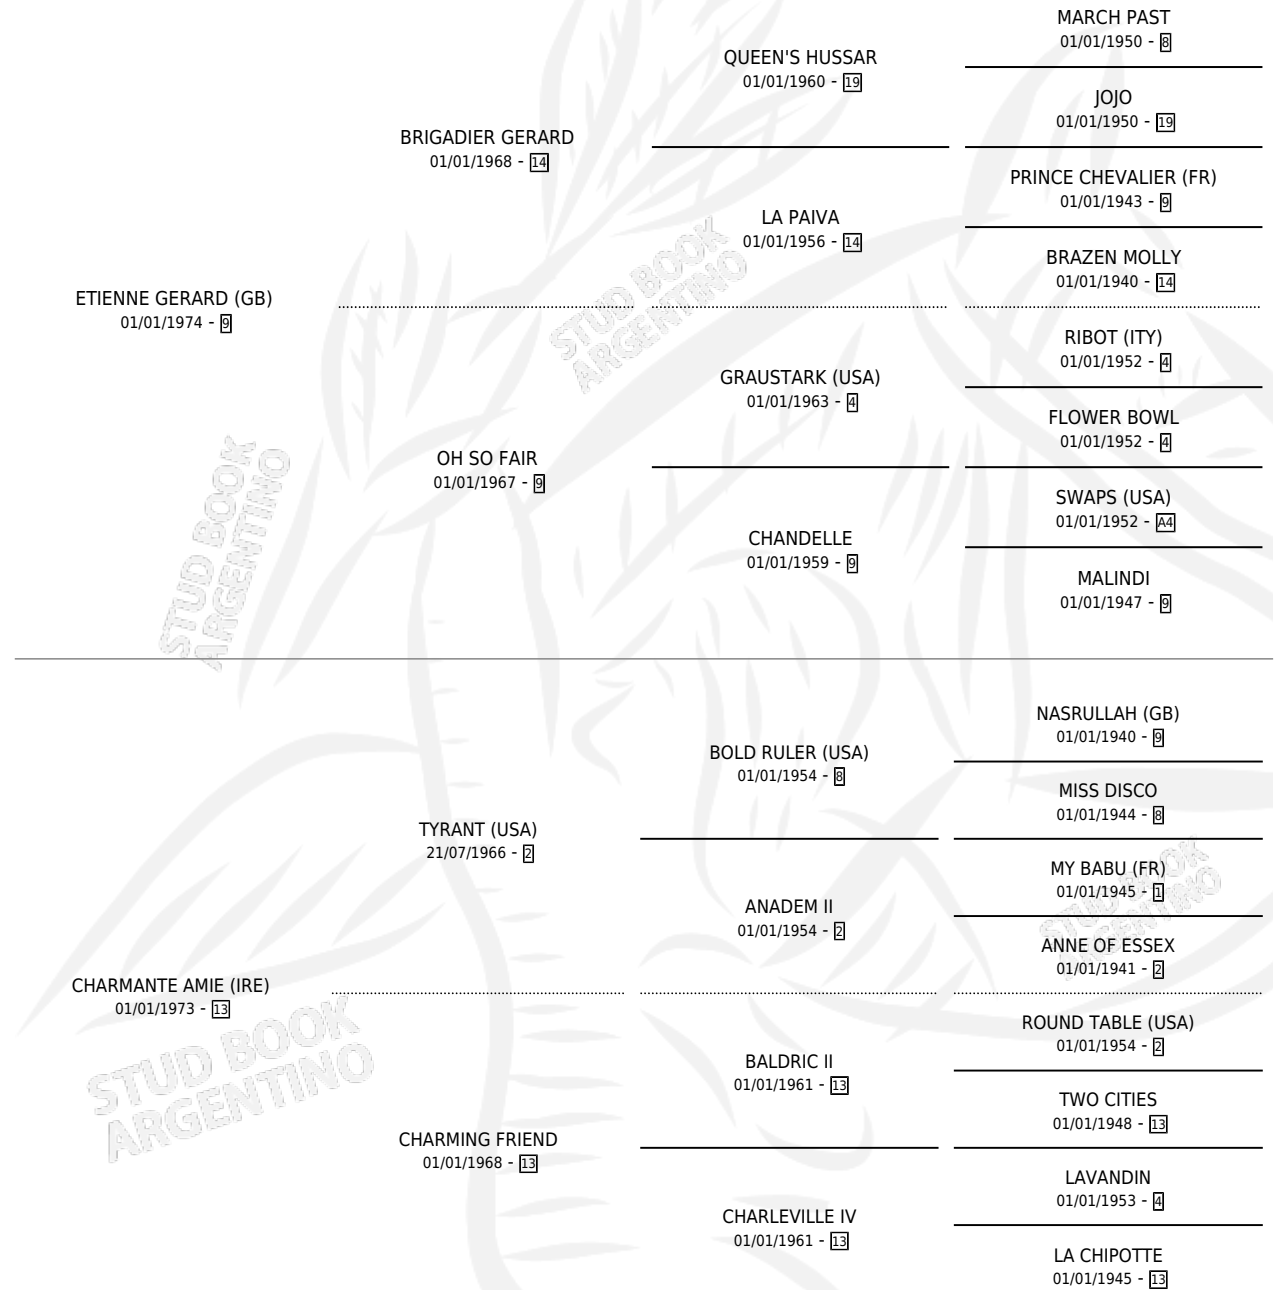 MARCH PAST
01/01/1950 - 8
QUEEN'S HUSSAR
01/01/1960 - 19
JOJO
01/01/1950 - 19
BRIGADIER GERARD
01/01/1968 - 14
PRINCE CHEVALIER (FR)
01/01/1943 - 9
LA PAIVA
01/01/1956 - 14
BRAZEN MOLLY
01/01/1940 - 14
ETIENNE GERARD (GB)
01/01/1974 - 9
STUD BOOK
ARGENTINO
RIBOT (ITY)
01/01/1952 - 4
GRAUSTARK (USA)
01/01/1963 - 4
FLOWER BOWL
01/01/1952 - 4
OH SO FAIR
01/01/1967 - 9
SWAPS (USA)
01/01/1952 - A4
CHANDELLE
01/01/1959 - 9
MALINDI
01/01/1947 - 9
STUD BOOK
ARGENTINO
NASRULLAH (GB)
01/01/1940 - 9
BOLD RULER (USA)
01/01/1954 - 8
MISS DISCO
01/01/1944 - 8
TYRANT (USA)
21/07/1966 - 2
MY BABU (FR)
01/01/1945 - 1
ANADEM II
01/01/1954 - 2
ANNE OF ESSEX
01/01/1941 - 2
STUD BOOK
ARGENTINO
CHARMANTE AMIE (IRE)
01/01/1973 - 13
ROUND TABLE (USA)
01/01/1954 - 2
BALDRIC II
01/01/1961 - 13
TWO CITIES
01/01/1948 - 13
STUD BOOK
ARGENTINO
CHARMING FRIEND
01/01/1968 - 13
LAVANDIN
01/01/1953 - 4
CHARLEVILLE IV
01/01/1961 - 13
LA CHIPOTTE
01/01/1945 - 13